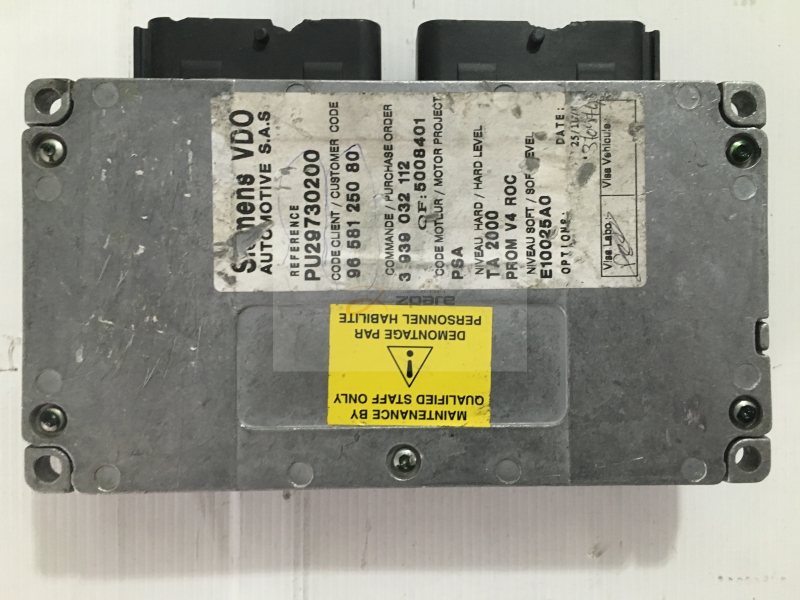 Siemens VDO
AUTOMOTIVE S.A.S
REFERENCE
PU29730200
CODE CLIENT / CUSTOMER CODE
96 581 250 80
COMMANDE / PURCHASE ORDER
3 939 032 112
OF: 5008401
CODE MOTEUR / MOTOR PROJECT
PSA
NIVEAU HARD / HARD LEVEL
TA 2000
PROM V4 ROC
NIVEAU SOFT / SOFT LEVEL
E10025A0
OPTIONS: DATE:
Visa Labo. Visa Vehicule
MAINTENANCE BY
QUALIFIED STAFF ONLY
DEMONTAGE PAR
PERSONNEL HABILITE